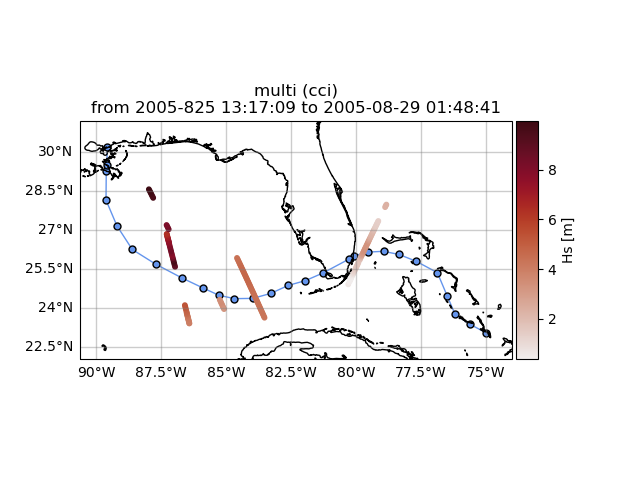 multi (cci)
from 2005-825 13:17:09 to 2005-08-29 01:48:41
30°N
28.5°N
27°N
25.5°N
24°N
22.5°N
90°W 87.5°W 85°W 82.5°W 80°W 77.5°W 75°W
8
6
4
2
Hs [m]